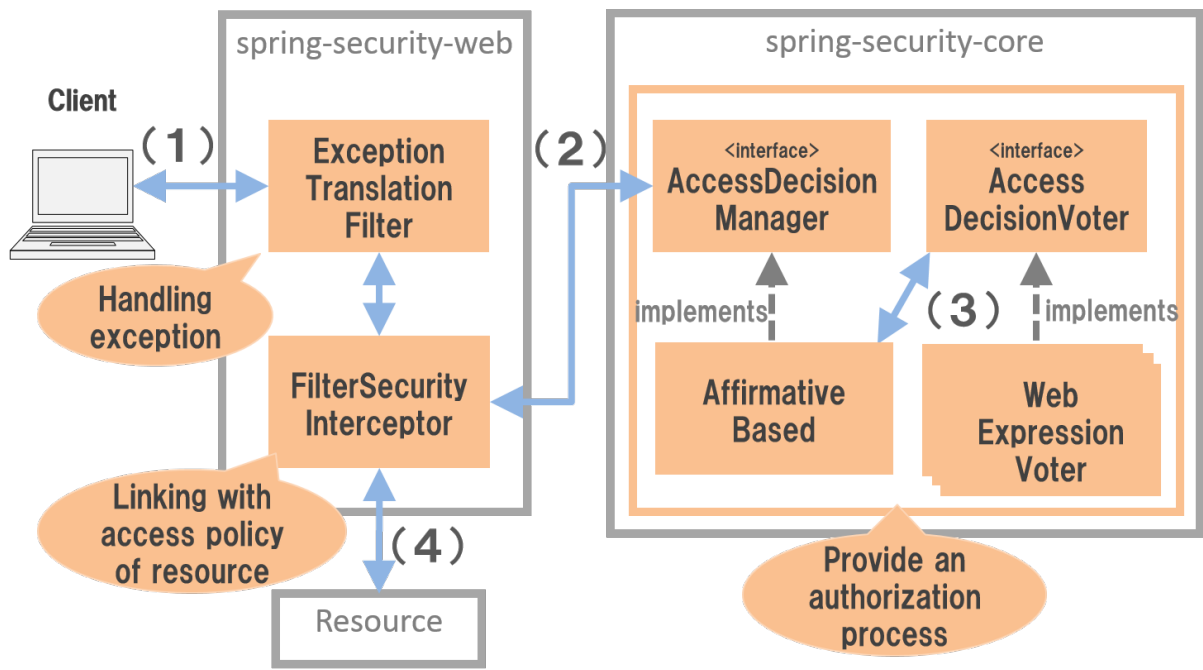 spring-security-web
spring-security-core
Client
(1)
Exception
Translation
Filter
(2)
<interface>
AccessDecision
Manager
<interface>
Access
DecisionVoter
Handling
exception
implements
(3)
implements
FilterSecurity
Interceptor
Affirmative
Based
Web
Expression
Voter
Linking with
access policy
of resource
(4)
Provide an
authorization
process
Resource